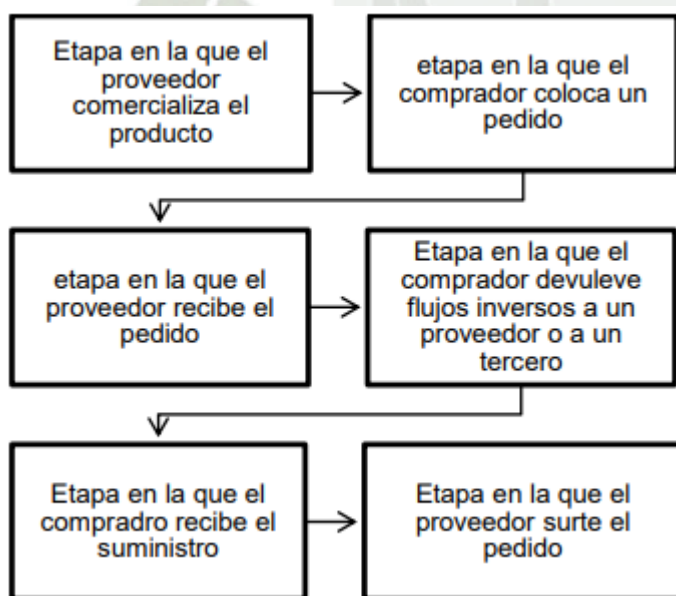 Etapa en la que el
proveedor
comercializa el
producto
etapa en la que el
comprador coloca un
pedido
etapa en la que el
proveedor recibe el
pedido
Etapa en la que el
comprador devuleve
flujos inversos a un
proveedor o a un
tercero
Etapa en la que el
compradro recibe el
suministro
Etapa en la que el
proveedor surte el
pedido